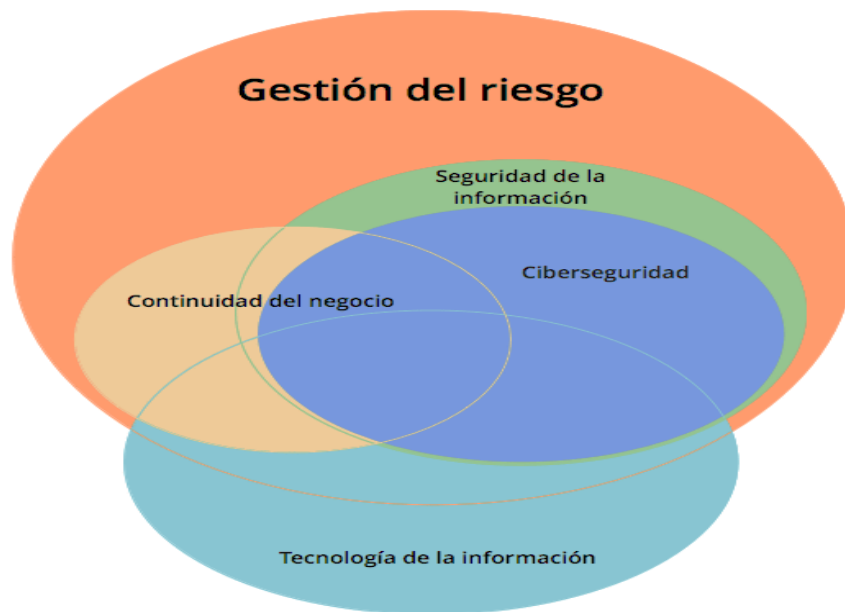 Gestión del riesgo
Seguridad de la
información
Ciberseguridad
Continuidad del negocio
Tecnología de la información